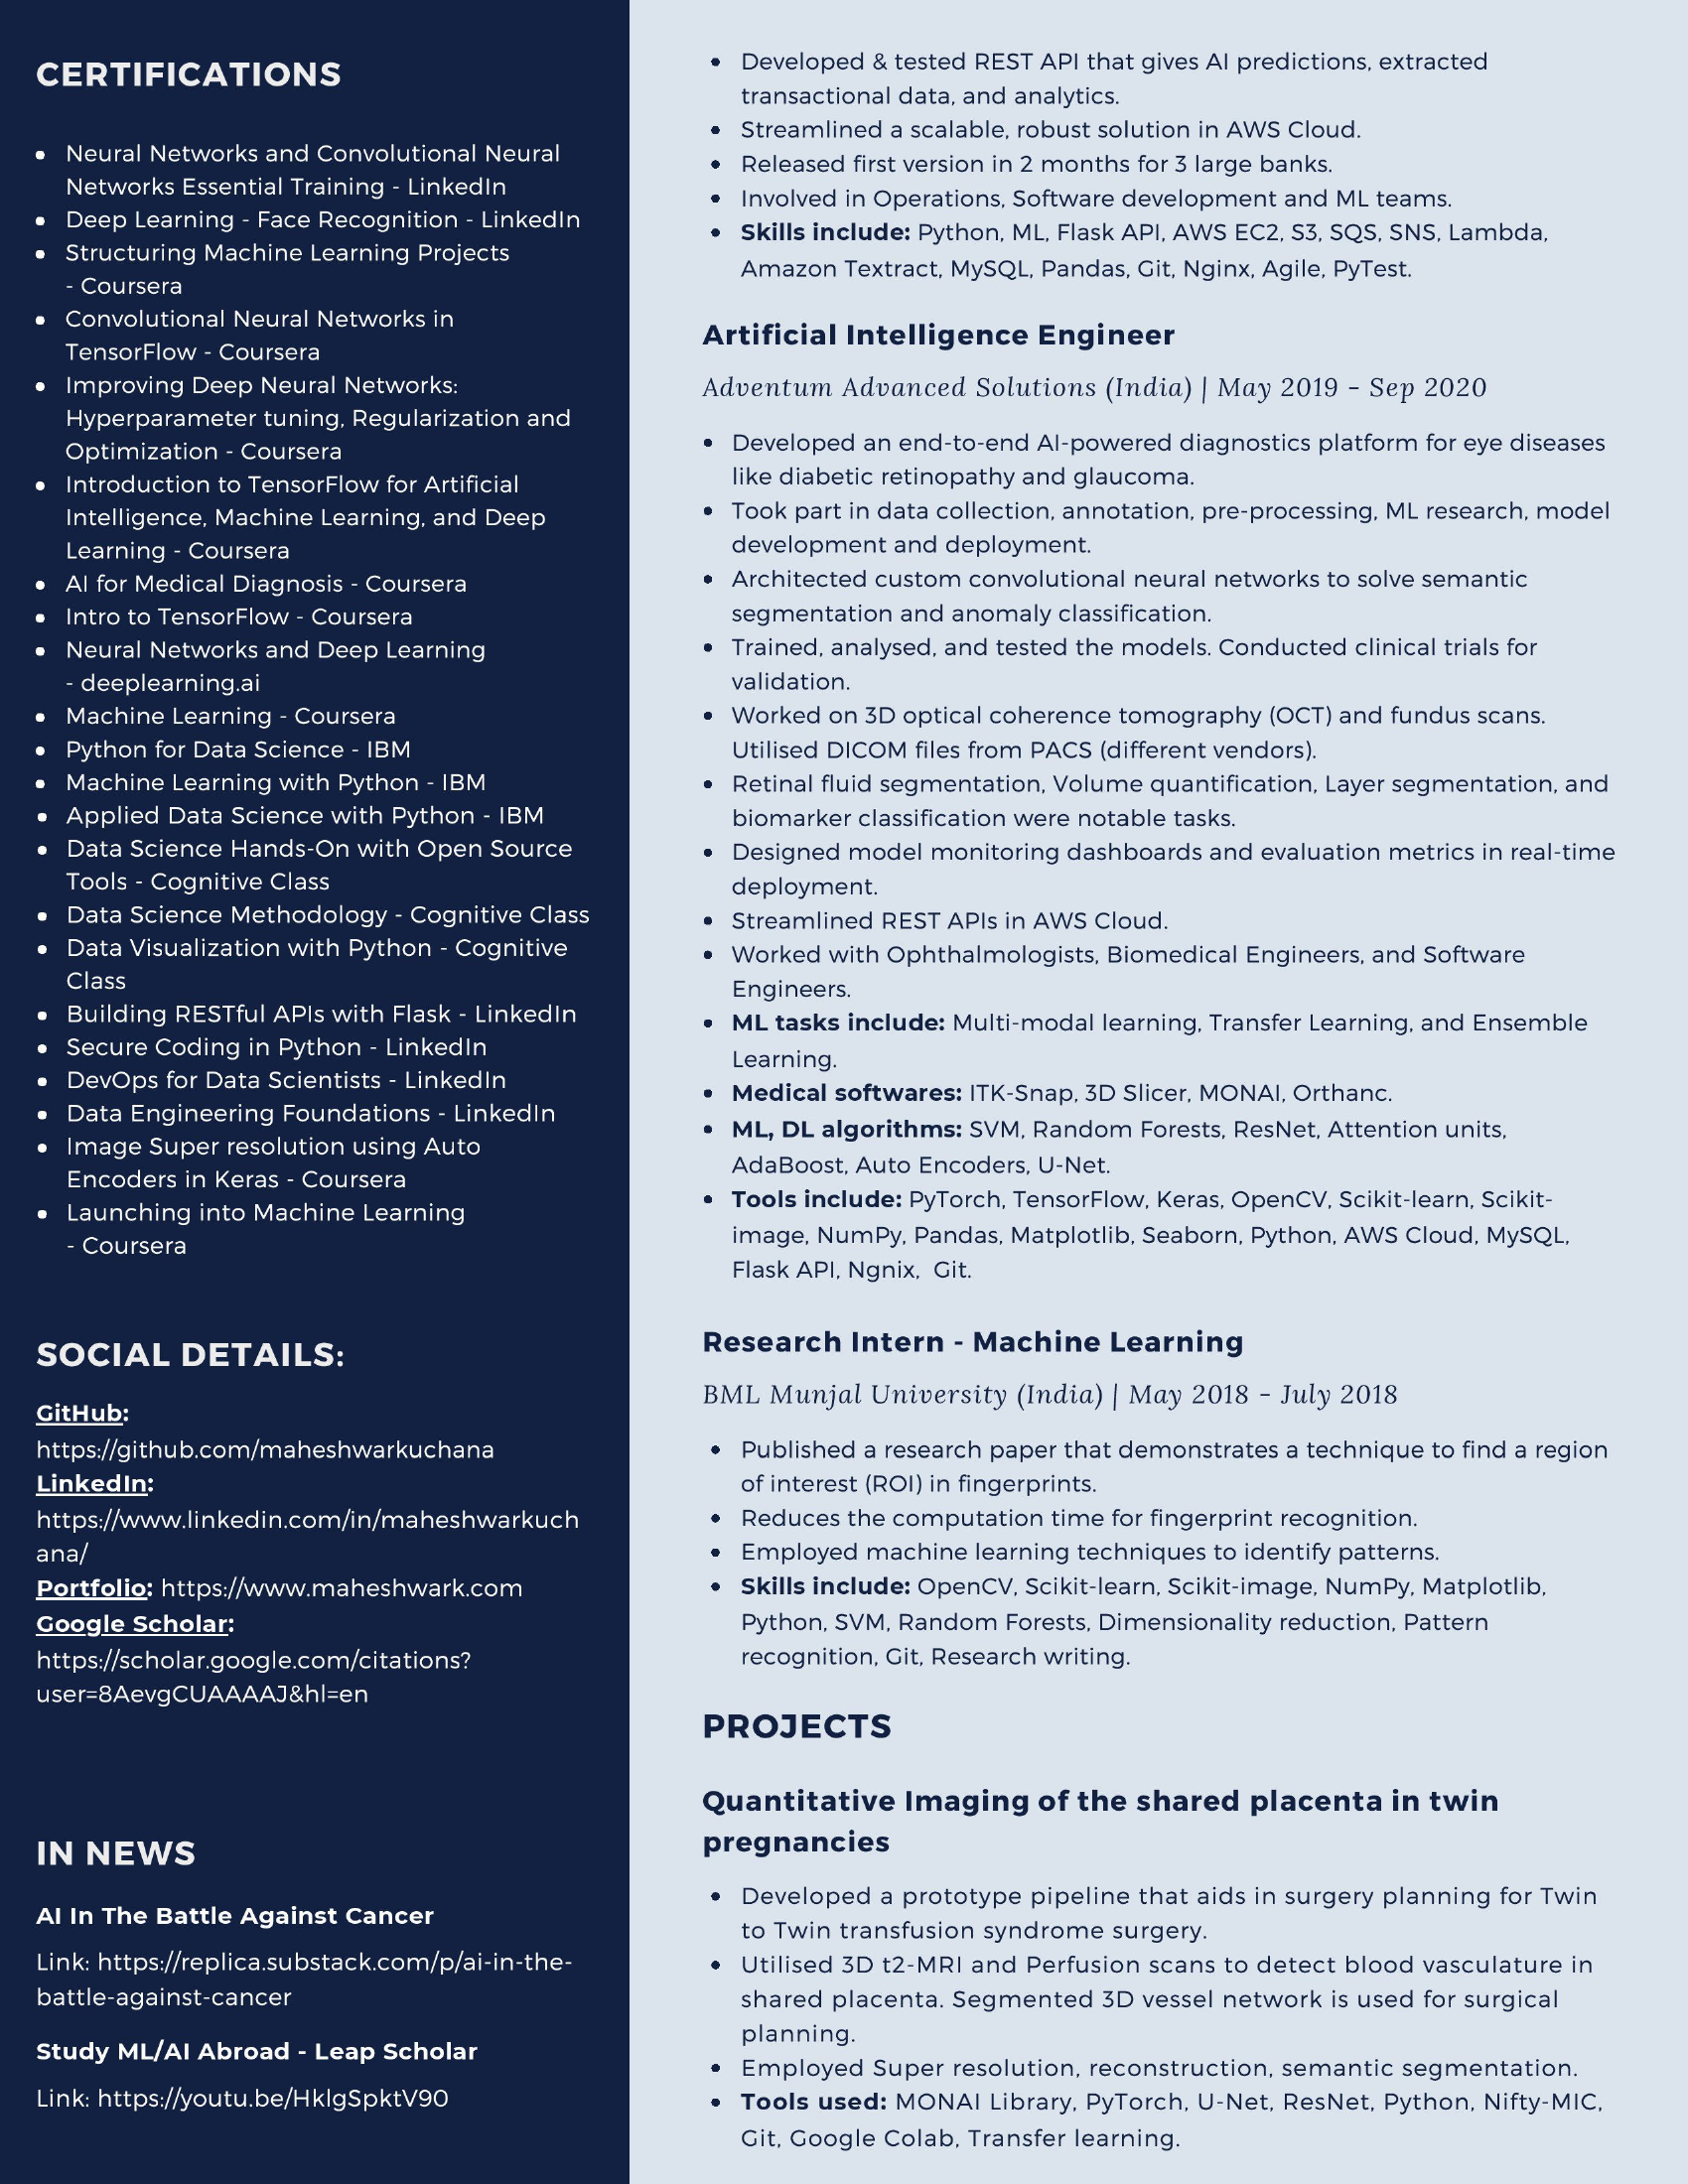 CERTIFICATIONS
Neural Networks and Convolutional Neural
Networks Essential Training - LinkedIn
Deep Learning - Face Recognition - LinkedIn
Structuring Machine Learning Projects
- Coursera
Convolutional Neural Networks in
TensorFlow - Coursera
Improving Deep Neural Networks:
Hyperparameter tuning, Regularization and
Optimization - Coursera
Introduction to TensorFlow for Artificial
Intelligence, Machine Learning, and Deep
Learning - Coursera
AI for Medical Diagnosis - Coursera
Intro to TensorFlow - Coursera
Neural Networks and Deep Learning
- deeplearning.ai
Machine Learning - Coursera
Python for Data Science - IBM
Machine Learning with Python - IBM
Applied Data Science with Python - IBM
Data Science Hands-On with Open Source
Tools - Cognitive Class
Data Science Methodology - Cognitive Class
Data Visualization with Python - Cognitive
Class
Building RESTful APIs with Flask - LinkedIn
Secure Coding in Python - LinkedIn
DevOps for Data Scientists - LinkedIn
Data Engineering Foundations - LinkedIn
Image Super resolution using Auto
Encoders in Keras - Coursera
Launching into Machine Learning
- Coursera
SOCIAL DETAILS:
GitHub:
https://github.com/maheshwarkuchana
LinkedIn:
https://www.linkedin.com/in/maheshwarkuch
ana/
Portfolio: https://www.maheshwark.com
Google Scholar:
https://scholar.google.com/citations?
user=8AevgCUAAAAJ&hl=en
IN NEWS
AI In The Battle Against Cancer
Link: https://replica.substack.com/p/ai-in-the-
battle-against-cancer
Study ML/AI Abroad - Leap Scholar
Link: https://youtu.be/HklgSpktV90
Developed & tested REST API that gives AI predictions, extracted
transactional data, and analytics.
Streamlined a scalable, robust solution in AWS Cloud.
Released first version in 2 months for 3 large banks.
Involved in Operations, Software development and ML teams.
Skills include: Python, ML, Flask API, AWS EC2, S3, SQS, SNS, Lambda,
Amazon Textract, MySQL, Pandas, Git, Nginx, Agile, PyTest.
Artificial Intelligence Engineer
Adventum Advanced Solutions (India) | May 2019 - Sep 2020
Developed an end-to-end AI-powered diagnostics platform for eye diseases
like diabetic retinopathy and glaucoma.
Took part in data collection, annotation, pre-processing, ML research, model
development and deployment.
Architected custom convolutional neural networks to solve semantic
segmentation and anomaly classification.
Trained, analysed, and tested the models. Conducted clinical trials for
validation.
Worked on 3D optical coherence tomography (OCT) and fundus scans.
Utilised DICOM files from PACS (different vendors).
Retinal fluid segmentation, Volume quantification, Layer segmentation, and
biomarker classification were notable tasks.
Designed model monitoring dashboards and evaluation metrics in real-time
deployment.
Streamlined REST APIs in AWS Cloud.
Worked with Ophthalmologists, Biomedical Engineers, and Software
Engineers.
ML tasks include: Multi-modal learning, Transfer Learning, and Ensemble
Learning.
Medical softwares: ITK-Snap, 3D Slicer, MONAI, Orthanc.
ML, DL algorithms: SVM, Random Forests, ResNet, Attention units,
AdaBoost, Auto Encoders, U-Net.
Tools include: PyTorch, TensorFlow, Keras, OpenCV, Scikit-learn, Scikit-
image, NumPy, Pandas, Matplotlib, Seaborn, Python, AWS Cloud, MySQL,
Flask API, Ngnix,  Git.
Research Intern - Machine Learning
BML Munjal University (India) | May 2018 - July 2018
Published a research paper that demonstrates a technique to find a region
of interest (ROI) in fingerprints.
Reduces the computation time for fingerprint recognition.
Employed machine learning techniques to identify patterns.
Skills include: OpenCV, Scikit-learn, Scikit-image, NumPy, Matplotlib,
Python, SVM, Random Forests, Dimensionality reduction, Pattern
recognition, Git, Research writing.
PROJECTS
Quantitative Imaging of the shared placenta in twin
pregnancies
Developed a prototype pipeline that aids in surgery planning for Twin
to Twin transfusion syndrome surgery.
Utilised 3D t2-MRI and Perfusion scans to detect blood vasculature in
shared placenta. Segmented 3D vessel network is used for surgical
planning.
Employed Super resolution, reconstruction, semantic segmentation.
Tools used: MONAI Library, PyTorch, U-Net, ResNet, Python, Nifty-MIC,
Git, Google Colab, Transfer learning.